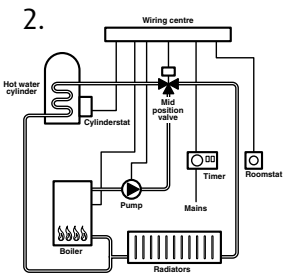 2.
Wiring centre
Hot water
cylinder
Cylinderstat
Mid
position
valve
Timer
Roomstat
Pump
Mains
Boiler
Radiators